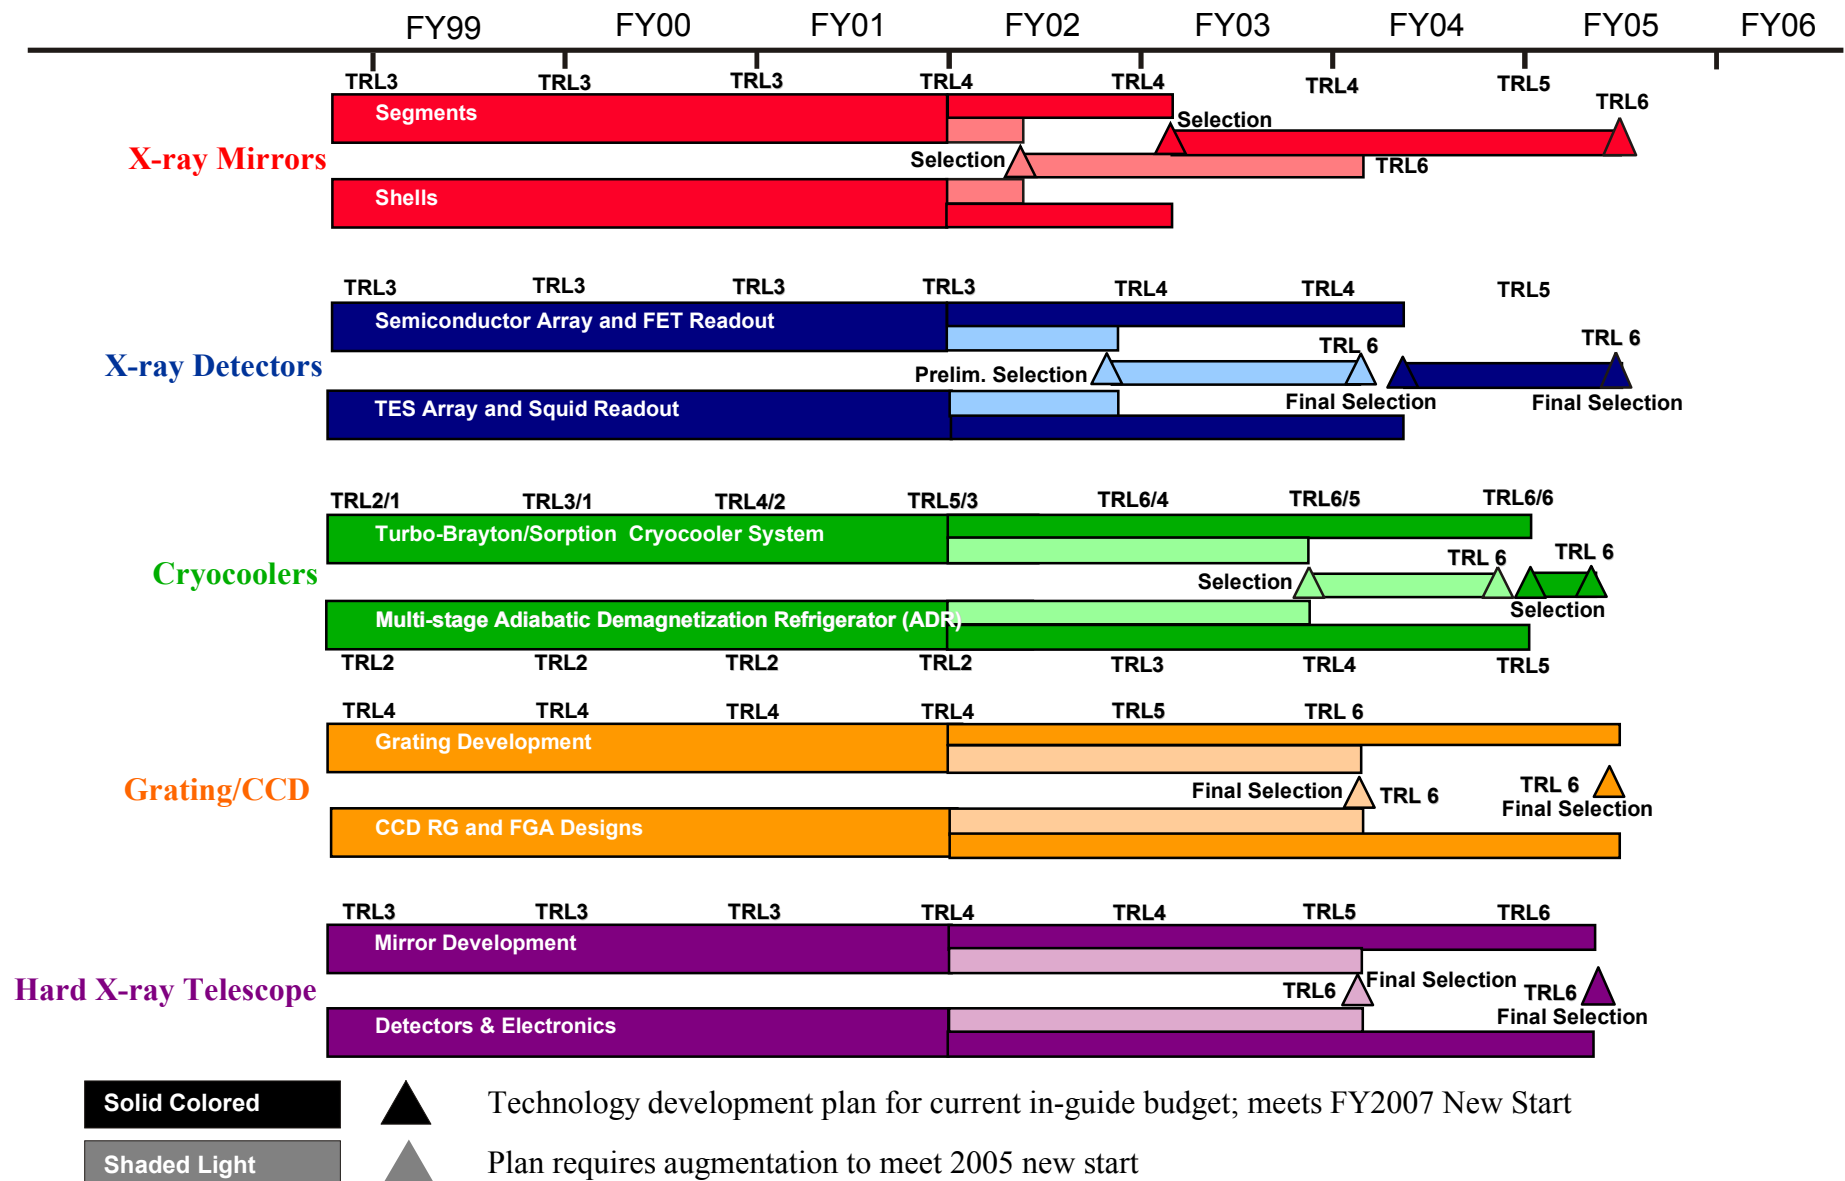 FY99 FY00 FY01 FY02 FY03 FY04 FY05 FY06
TRL3 TRL3 TRL3 TRL4 TRL4 TRL4 TRL5
TRL6
Segments
Selection
X-ray Mirrors
Selection
TRL6
Shells
TRL3 TRL3 TRL3 TRL3 TRL4 TRL4 TRL5
Semiconductor Array and FET Readout
TRL 6 TRL 6
X-ray Detectors
Prelim. Selection
Final Selection Final Selection
TES Array and Squid Readout
TRL2/1 TRL3/1 TRL4/2 TRL5/3 TRL6/4 TRL6/5 TRL6/6
Turbo-Brayton/Sorption Cryocooler System
TRL 6 TRL 6
Cryocoolers
Selection
Selection
Multi-stage Adiabatic Demagnetization Refrigerator (ADR)
TRL2 TRL2 TRL2 TRL2 TRL3 TRL4 TRL5
TRL4 TRL4 TRL4 TRL4 TRL5 TRL 6
Grating Development
Grating/CCD
Final Selection TRL 6
TRL 6
Final Selection
CCD RG and FGA Designs
TRL3 TRL3 TRL3 TRL4 TRL4 TRL5 TRL6
Mirror Development
Hard X-ray Telescope
Final Selection
TRL6
TRL6
Final Selection
Detectors & Electronics
Solid Colored Technology development plan for current in-guide budget; meets FY2007 New Start
Shaded Light Plan requires augmentation to meet 2005 new start